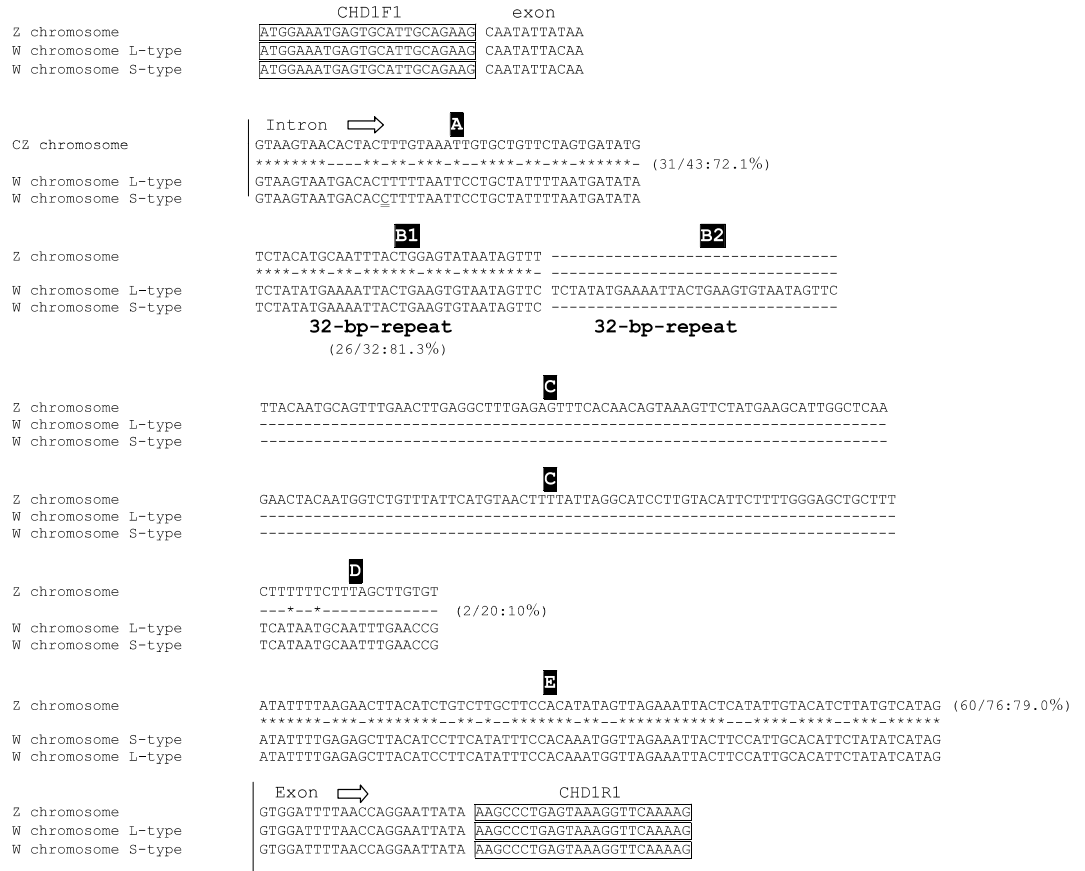 CHD1F1 exon
Z chromosome ATGGAAATGAGTGCATTGCAGAAG CAATATTATAA
W chromosome L-type ATGGAAATGAGTGCATTGCAGAAG CAATATTACAA
W chromosome S-type ATGGAAATGAGTGCATTGCAGAAG CAATATTACAA
Intron A
CZ chromosome GTAAGTAACACTACTTTGTAAATTGTGCTGTTCTAGTGATATG
********----**-****-***--**-**-**-*******- (31/43:72.1%)
W chromosome L-type GTAAGTAATGACACTTTTTAATTCCTGCTATTTTAATGATATA
W chromosome S-type GTAAGTAATGACACCTTTTAATTCCTGCTATTTTAATGATATA
B1 B2
Z chromosome TCTACATGCAATTTACTGGAGTATAATAGTTT --------------------------------
****-***-**-******-***-********- --------------------------------
W chromosome L-type TCTATATGAAAATTACTGAAGTGTAATAGTTC TCTATATGAAAATTACTGAAGTGTAATAGTTC
W chromosome S-type TCTATATGAAAATTACTGAAGTGTAATAGTTC --------------------------------
32-bp-repeat 32-bp-repeat
(26/32:81.3%)
C
Z chromosome TTACAATGCAGTTTGAACTTGAGGCTTTGAGAGTTTCACAACAGTAAAGTTCTATGAAGCATTGGCTCAA
W chromosome L-type ----------------------------------------------------------------------
W chromosome S-type ----------------------------------------------------------------------
C
Z chromosome GAACTACAATGGTCTGTTTATTCATGTAACTTTTATTAGGCATCCTTGTACATTCTTTTGGGAGCTGCTTT
W chromosome L-type -----------------------------------------------------------------------
W chromosome S-type -----------------------------------------------------------------------
D
Z chromosome CTTTTTTCTTTAGCTTGTGT
---*--*------------- (2/20:10%)
W chromosome L-type TCATAATGCAATTTGAACCG
W chromosome S-type TCATAATGCAATTTGAACCG
E
Z chromosome ATATTTTAAGAACTTACATCTGTCTTGCTTCCACATATAGTTAGAAATTACTCATATTGTACATCTTATGTCATAG (60/76:79.0%)
*******-**-*********--**--*-******-**-************---****-****-***-*********
W chromosome S-type ATATTTTGAGAGCTTACATCCTTCATATTTCCACAAATGGTTAGAAATTACTTCCATTGCACATTCTATATCATAG
W chromosome L-type ATATTTTGAGAGCTTACATCCTTCATATTTCCACAAATGGTTAGAAATTACTTCCATTGCACATTCTATATCATAG
Exon CHD1R1
Z chromosome GTGGATTTTAACCAGGAATTATA AAGCCCTGAGTAAAGGTTCAAAAG
W chromosome L-type GTGGATTTTAACCAGGAATTATA AAGCCCTGAGTAAAGGTTCAAAAG
W chromosome S-type GTGGATTTTAACCAGGAATTATA AAGCCCTGAGTAAAGGTTCAAAAG